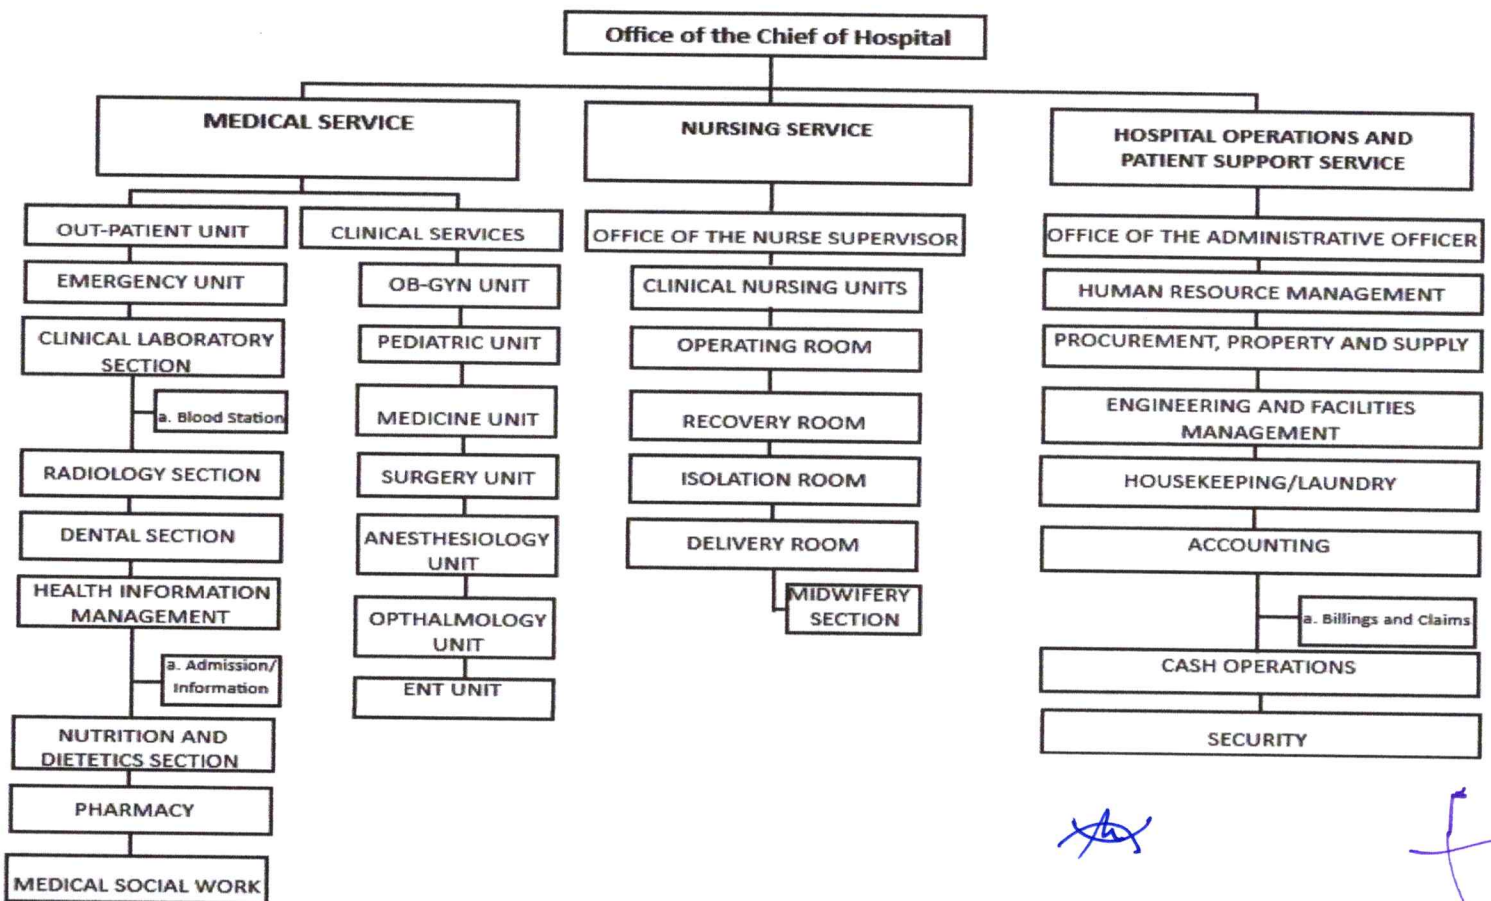 Office of the Chief of Hospital
MEDICAL SERVICE
OUT-PATIENT UNIT
EMERGENCY UNIT
CLINICAL LABORATORY
SECTION
a. Blood Station
RADIOLOGY SECTION
DENTAL SECTION
HEALTH INFORMATION
MANAGEMENT
a. Admission/
Information
NUTRITION AND
DIETETICS SECTION
PHARMACY
MEDICAL SOCIAL WORK
CLINICAL SERVICES
OB-GYN UNIT
PEDIATRIC UNIT
MEDICINE UNIT
SURGERY UNIT
ANESTHESIOLOGY
UNIT
OPTHALMOLOGY
UNIT
ENT UNIT
NURSING SERVICE
OFFICE OF THE NURSE SUPERVISOR
CLINICAL NURSING UNITS
OPERATING ROOM
RECOVERY ROOM
ISOLATION ROOM
DELIVERY ROOM
MIDWIFERY
SECTION
HOSPITAL OPERATIONS AND
PATIENT SUPPORT SERVICE
OFFICE OF THE ADMINISTRATIVE OFFICER
HUMAN RESOURCE MANAGEMENT
PROCUREMENT, PROPERTY AND SUPPLY
ENGINEERING AND FACILITIES
MANAGEMENT
HOUSEKEEPING/LAUNDRY
ACCOUNTING
a. Billings and Claims
CASH OPERATIONS
SECURITY